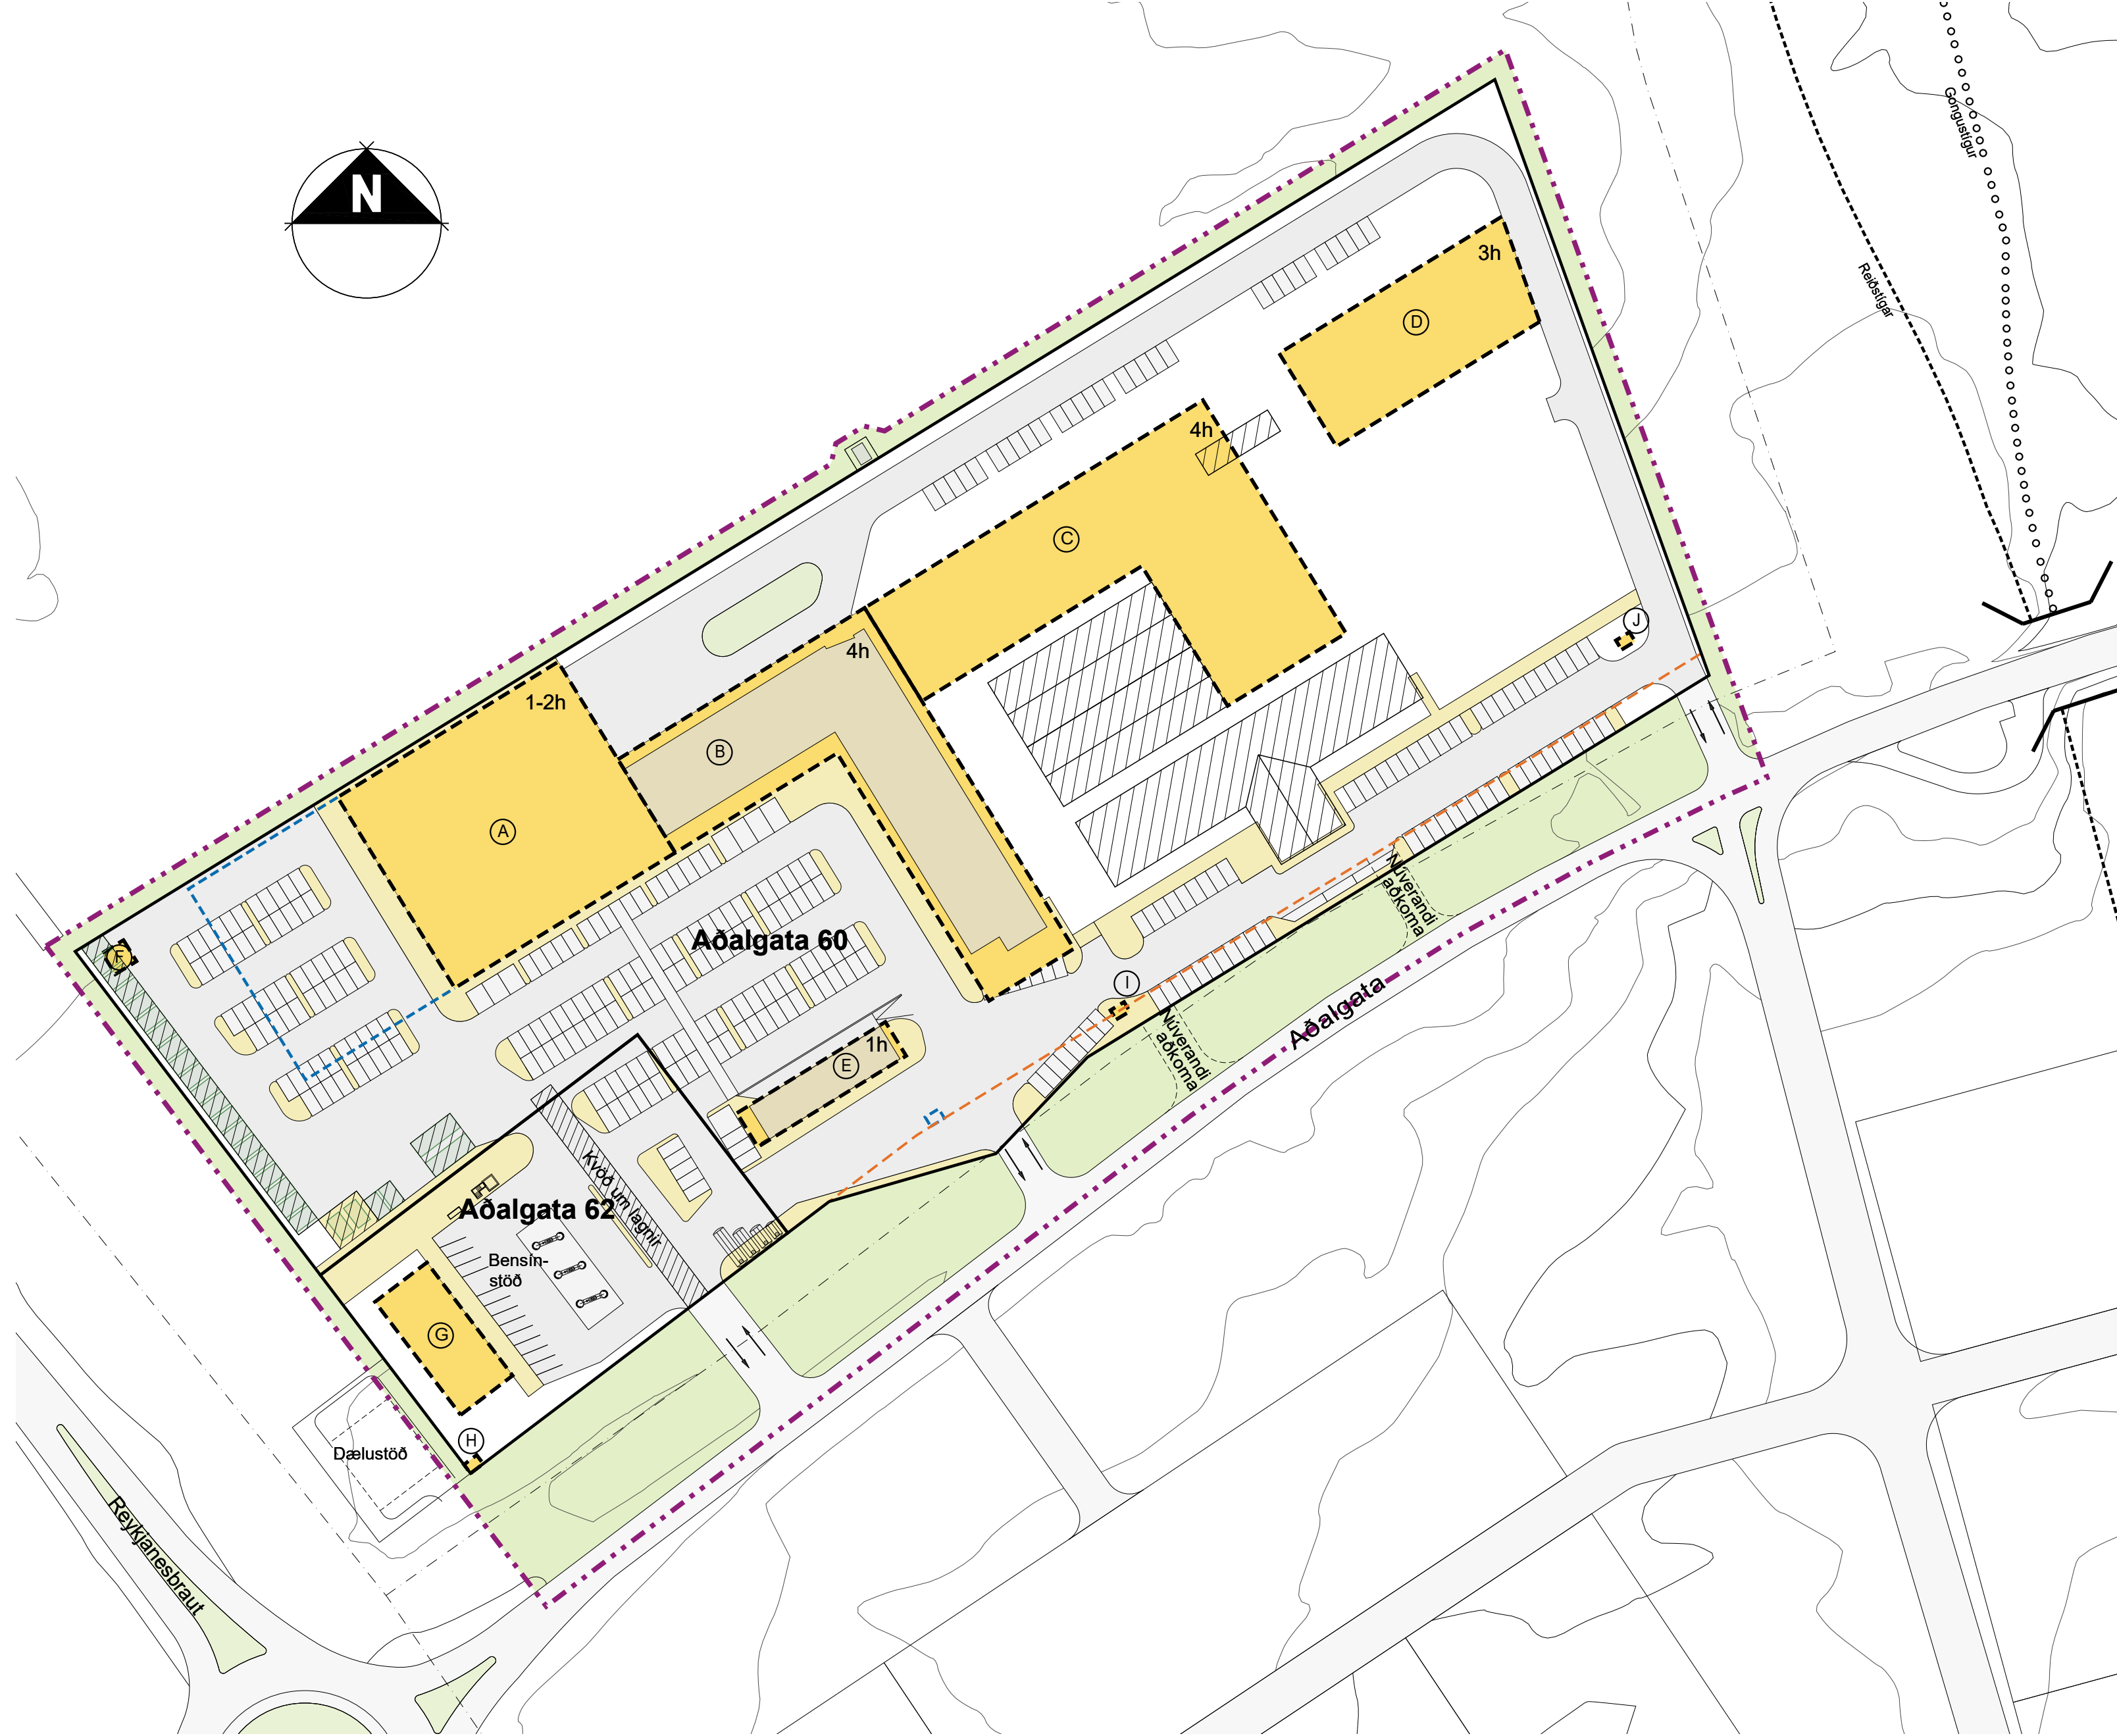 N
Göngustígur
Reiðstígar
3h
D
4h
C
J
4h
1-2h
B
A
Aðalgata 60
F
I
Núverandi
aðkoma
Núverandi
aðkoma
Aðalgata
1h
E
Kvöð um lagnir
Aðalgata 62
Bensín-
stöð
G
H
Dælustöð
Reykjanesbraut